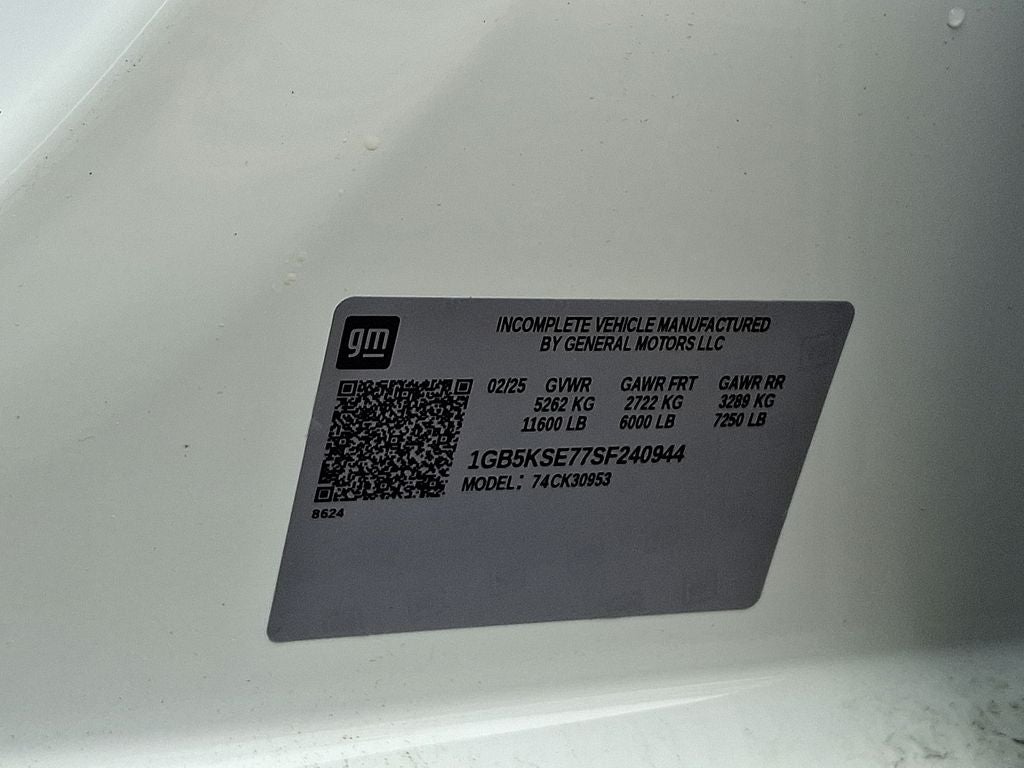 gm
INCOMPLETE VEHICLE MANUFACTURED
BY GENERAL MOTORS LLC
02/25 GVWR GAWR FRT GAWR RR
5262 KG 2722 KG 3289 KG
11600 LB 6000 LB 7250 LB
1GB5KSE77SF240944
MODEL: 74CK30953
8624